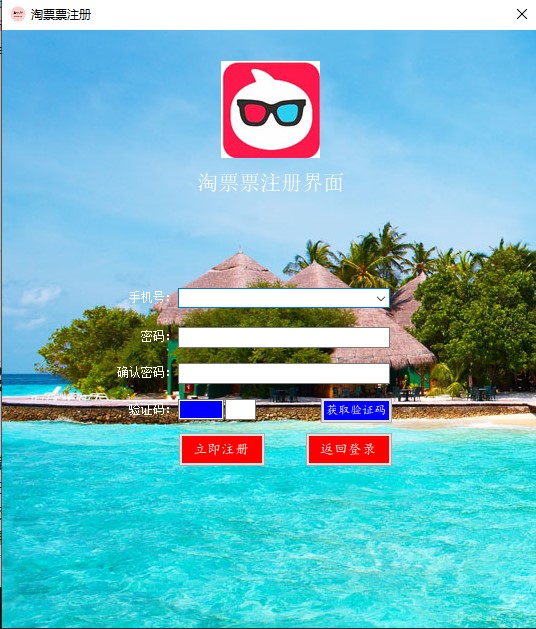 淘票票注册
淘票票注册界面
手机号：
密码：
确认密码：
验证码： 获取验证码
立即注册 返回登录